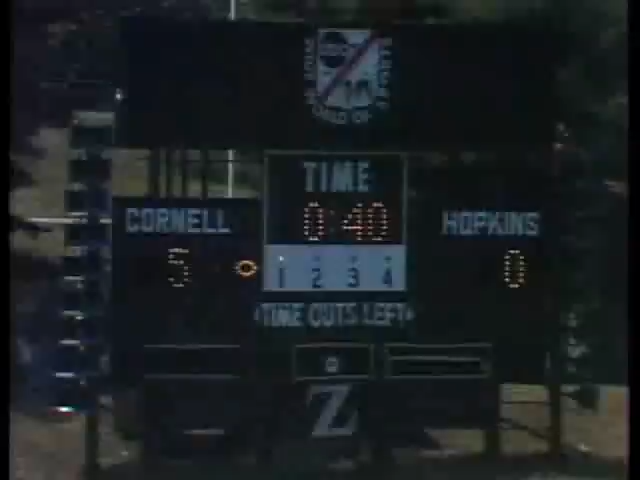 TIME
0:40
CORNELL
HOPKINS
5
0
1 2 3 4
TIME OUTS LEFT
Z